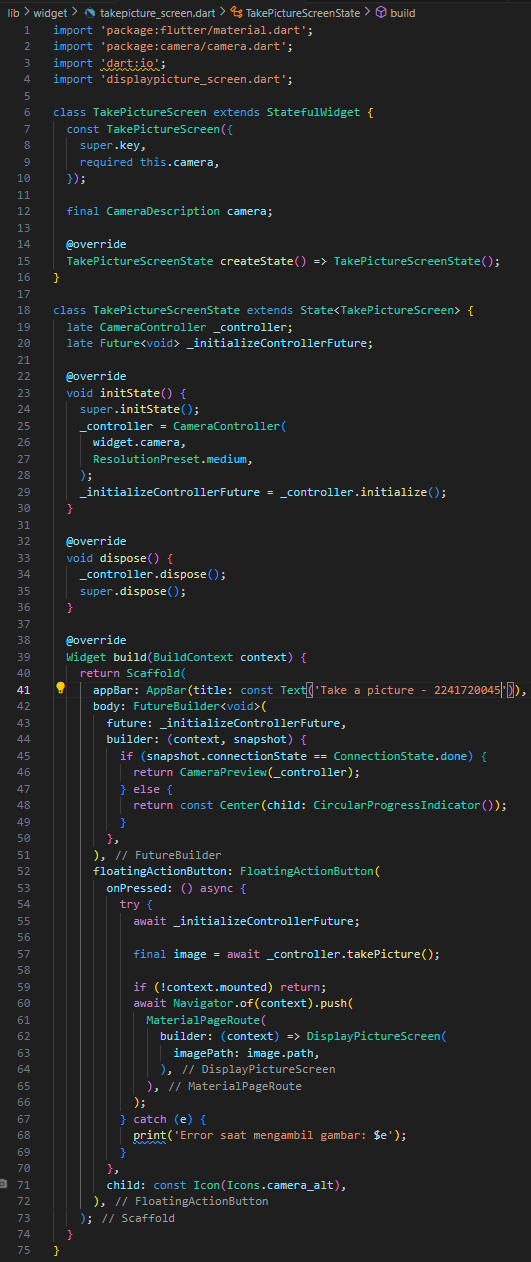 lib > widget > takepicture_screen.dart > TakePictureScreenState > build
1 import 'package:flutter/material.dart';
2 import 'package:camera/camera.dart';
3 import 'dart:io';
4 import 'displaypicture_screen.dart';
5
6 class TakePictureScreen extends StatefulWidget {
7   const TakePictureScreen({
8     super.key,
9     required this.camera,
10   });
11
12   final CameraDescription camera;
13
14   @override
15   TakePictureScreenState createState() => TakePictureScreenState();
16 }
17
18 class TakePictureScreenState extends State<TakePictureScreen> {
19   late CameraController _controller;
20   late Future<void> _initializeControllerFuture;
21
22   @override
23   void initState() {
24     super.initState();
25     _controller = CameraController(
26       widget.camera,
27       ResolutionPreset.medium,
28     );
29     _initializeControllerFuture = _controller.initialize();
30   }
31
32   @override
33   void dispose() {
34     _controller.dispose();
35     super.dispose();
36   }
37
38   @override
39   Widget build(BuildContext context) {
40     return Scaffold(
41       appBar: AppBar(title: const Text('Take a picture - 2241720045')),
42       body: FutureBuilder<void>(
43         future: _initializeControllerFuture,
44         builder: (context, snapshot) {
45           if (snapshot.connectionState == ConnectionState.done) {
46             return CameraPreview(_controller);
47           } else {
48             return const Center(child: CircularProgressIndicator());
49           }
50         },
51       ), // FutureBuilder
52       floatingActionButton: FloatingActionButton(
53         onPressed: () async {
54           try {
55             await _initializeControllerFuture;
56
57             final image = await _controller.takePicture();
58
59             if (!context.mounted) return;
60             await Navigator.of(context).push(
61               MaterialPageRoute(
62                 builder: (context) => DisplayPictureScreen(
63                   imagePath: image.path,
64                 ), // DisplayPictureScreen
65               ), // MaterialPageRoute
66             );
67           } catch (e) {
68             print('Error saat mengambil gambar: $e');
69           }
70         },
71         child: const Icon(Icons.camera_alt),
72       ), // FloatingActionButton
73     ); // Scaffold
74   }
75 }